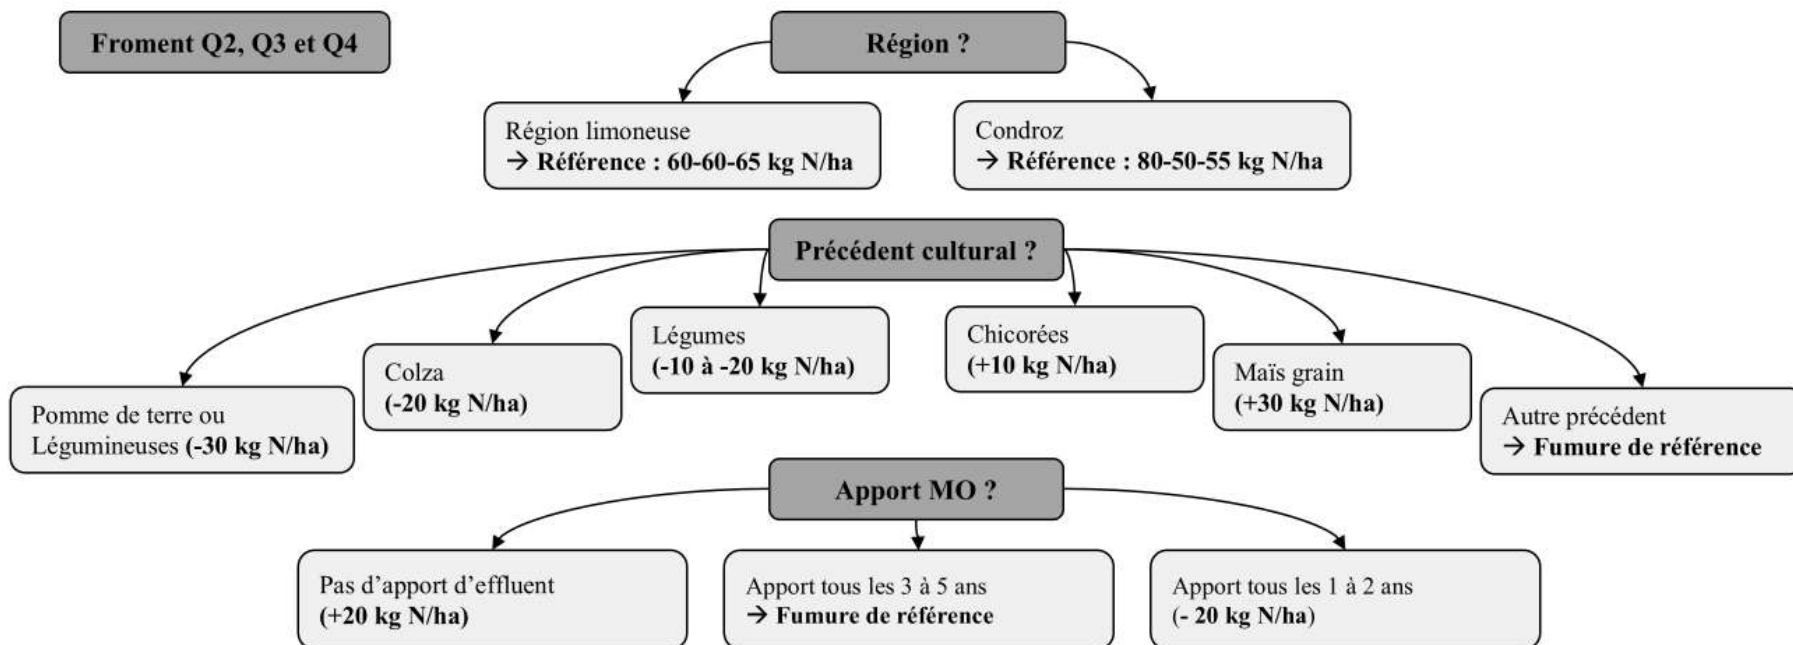 Froment Q2, Q3 et Q4
Région ?
Région limoneuse
→ Référence : 60-60-65 kg N/ha
Condroz
→ Référence : 80-50-55 kg N/ha
Précédent cultural ?
Pomme de terre ou
Légumineuses (-30 kg N/ha)
Colza
(-20 kg N/ha)
Légumes
(-10 à -20 kg N/ha)
Chicorées
(+10 kg N/ha)
Maïs grain
(+30 kg N/ha)
Autre précédent
→ Fumure de référence
Apport MO ?
Pas d’apport d’effluent
(+20 kg N/ha)
Apport tous les 3 à 5 ans
→ Fumure de référence
Apport tous les 1 à 2 ans
(- 20 kg N/ha)